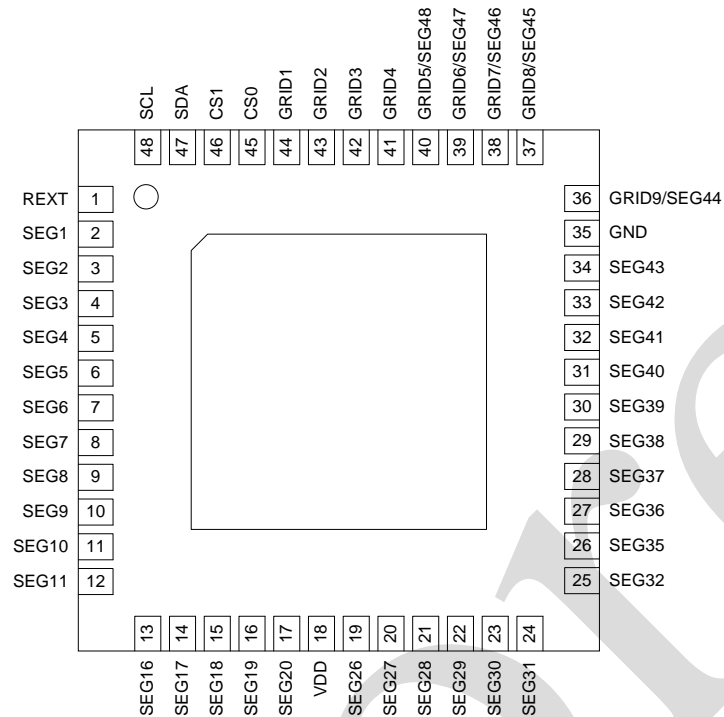 SCL SDA CS1 CS0 GRID1 GRID2 GRID3 GRID4 GRID5/SEG48 GRID6/SEG47 GRID7/SEG46 GRID8/SEG45
48 47 46 45 44 43 42 41 40 39 38 37
REXT 1 36 GRID9/SEG44
SEG1 2 35 GND
SEG2 3 34 SEG43
SEG3 4 33 SEG42
SEG4 5 32 SEG41
SEG5 6 31 SEG40
SEG6 7 30 SEG39
SEG7 8 29 SEG38
SEG8 9 28 SEG37
SEG9 10 27 SEG36
SEG10 11 26 SEG35
SEG11 12 25 SEG32
13 14 15 16 17 18 19 20 21 22 23 24
SEG16 SEG17 SEG18 SEG19 SEG20 VDD SEG26 SEG27 SEG28 SEG29 SEG30 SEG31